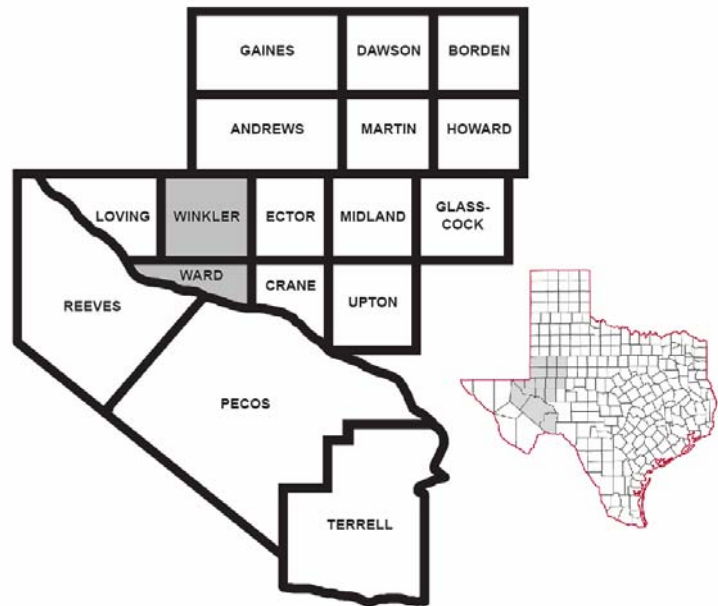 GAINES DAWSON BORDEN
ANDREWS MARTIN HOWARD
LOVING WINKLER ECTOR MIDLAND GLASS-
COCK
WARD
REEVES CRANE UPTON
PECOS
TERRELL